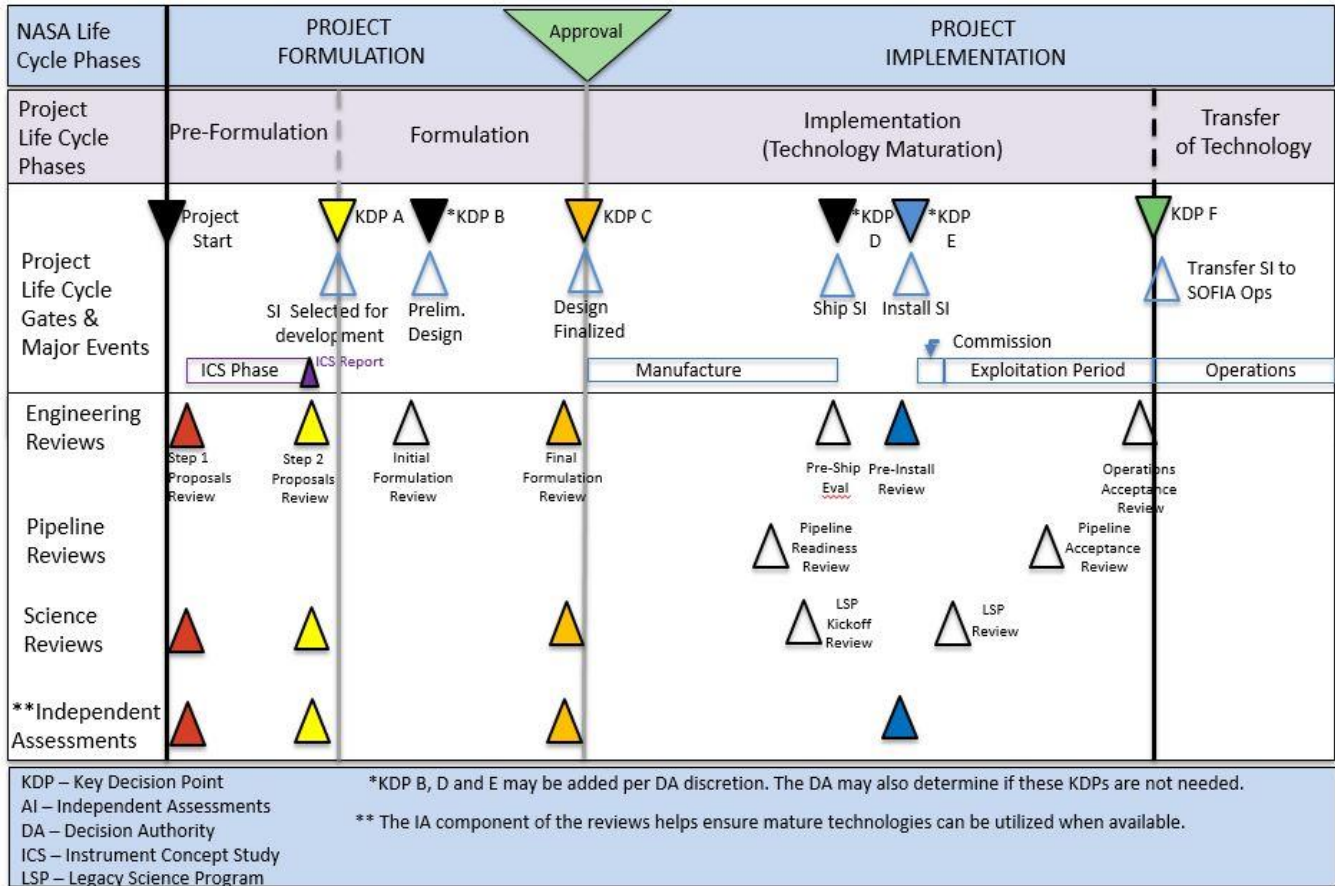 NASA Life
Cycle Phases
PROJECT
FORMULATION
Approval
PROJECT
IMPLEMENTATION
Project
Life Cycle
Phases
Pre-Formulation
Formulation
Implementation
(Technology Maturation)
Transfer
of Technology
Project
Life Cycle
Gates &
Major Events
Project
Start
KDP A
*KDP B
KDP C
*KDP
D
*KDP
E
KDP F
SI Selected for
development
Prelim.
Design
Design
Finalized
Ship SI
Install SI
Transfer SI to
SOFIA Ops
ICS Phase
ICS Report
Manufacture
Commission
Exploitation Period
Operations
Engineering
Reviews
Step 1
Proposals
Review
Step 2
Proposals
Review
Initial
Formulation
Review
Final
Formulation
Review
Pre-Ship
Eval
Pre-Install
Review
Operations
Acceptance
Review
Pipeline
Reviews
Pipeline
Readiness
Review
Pipeline
Acceptance
Review
Science
Reviews
LSP
Kickoff
Review
LSP
Review
**Independent
Assessments
KDP – Key Decision Point
AI – Independent Assessments
DA – Decision Authority
ICS – Instrument Concept Study
LSP – Legacy Science Program
*KDP B, D and E may be added per DA discretion. The DA may also determine if these KDPs are not needed.
** The IA component of the reviews helps ensure mature technologies can be utilized when available.